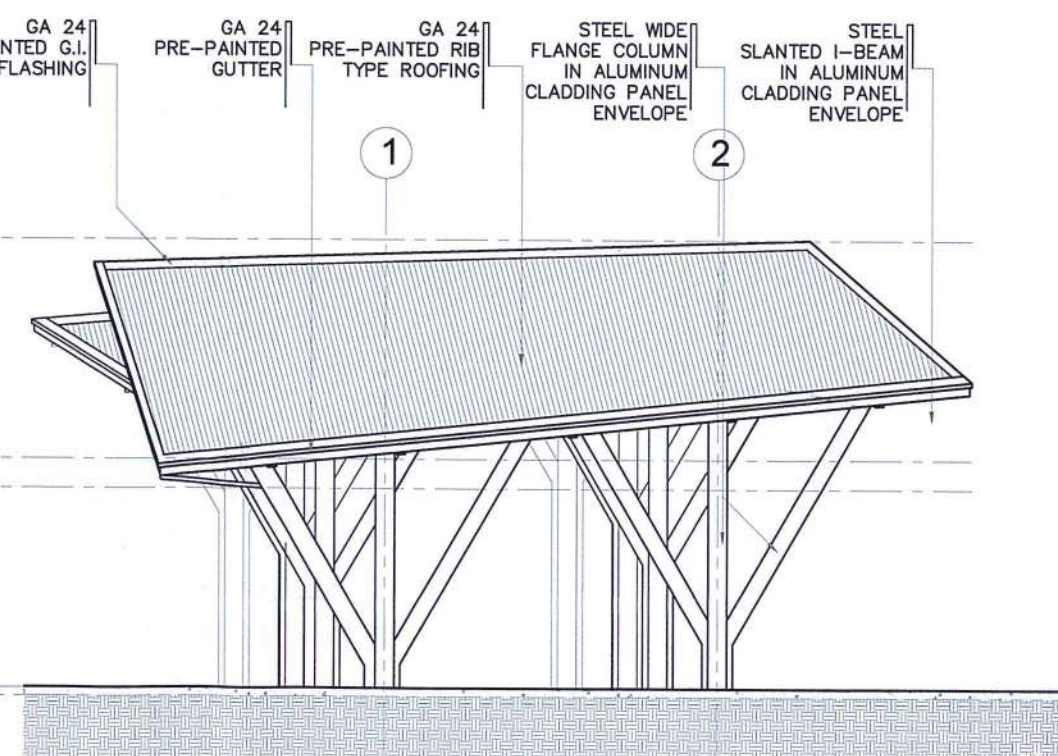 GA 24
NTED G.I.
FLASHING
GA 24
PRE-PAINTED
GUTTER
GA 24
PRE-PAINTED RIB
TYPE ROOFING
STEEL WIDE
FLANGE COLUMN
IN ALUMINUM
CLADDING PANEL
ENVELOPE
STEEL
SLANTED I-BEAM
IN ALUMINUM
CLADDING PANEL
ENVELOPE
1
2